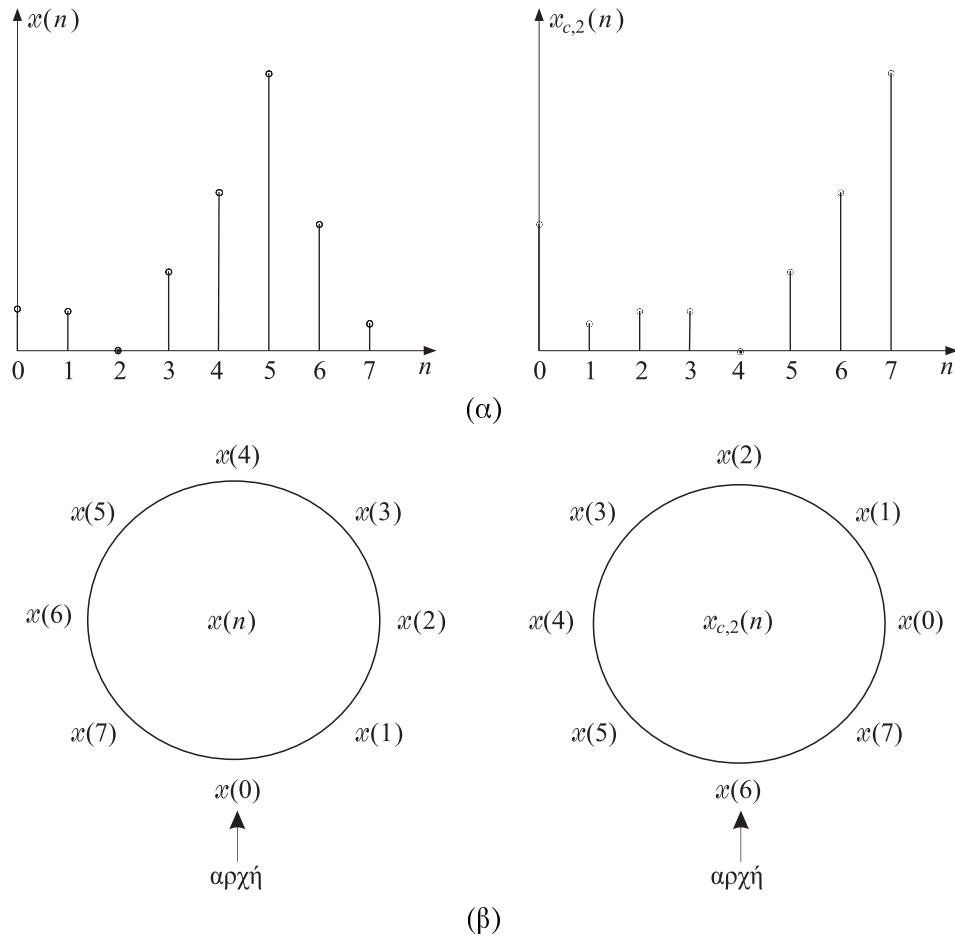 x(n)
x_{c,2}(n)
0 1 2 3 4 5 6 7 n
0 1 2 3 4 5 6 7 n
(α)
x(4)
x(5)
x(3)
x(6)
x(n)
x(2)
x(7)
x(1)
x(0)
αρχή
x(2)
x(3)
x(1)
x(4)
x_{c,2}(n)
x(0)
x(5)
x(7)
x(6)
αρχή
(β)